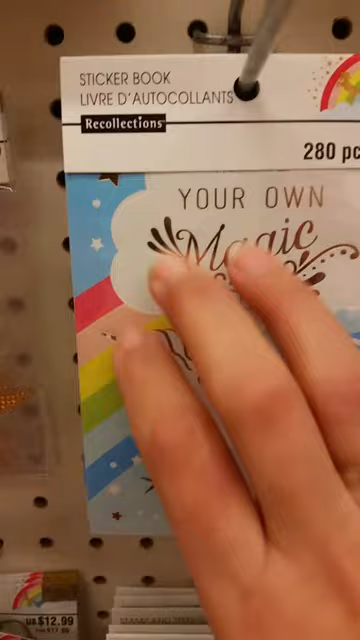 STICKER BOOK
LIVRE D'AUTOCOLLANTS
Recollections
280 pc
YOUR OWN
Magic
US $12.99